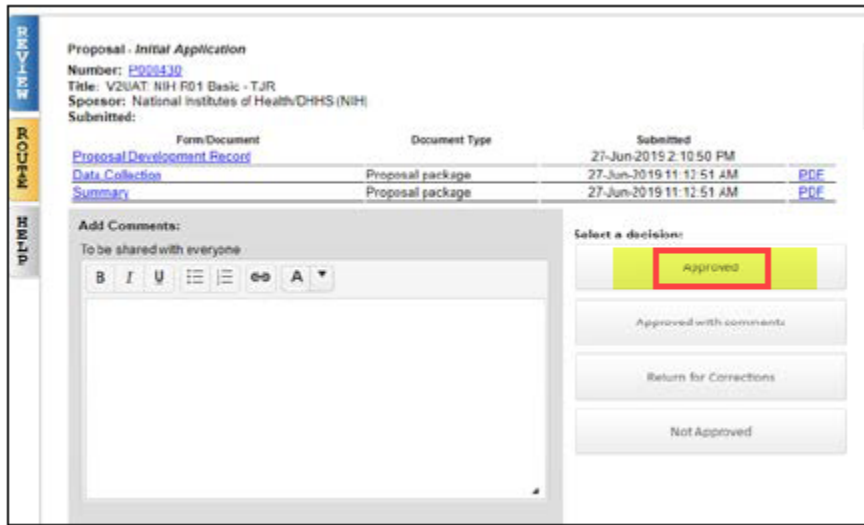 REVIEW
ROUTE
HELP
Proposal - Initial Application
Number: P000430
Title: V2UAT: NIH R01 Basic - TJR
Sponsor: National Institutes of Health/DHHS (NIH)
Submitted:
Form/Document Document Type Submitted
Proposal Development Record 27-Jun-2019 2:10:50 PM
Data Collection Proposal package 27-Jun-2019 11:12:51 AM PDF
Summary Proposal package 27-Jun-2019 11:12:51 AM PDF
Add Comments:
To be shared with everyone
B I U A
Select a decision:
Approved
Approved with comments
Return for Corrections
Not Approved